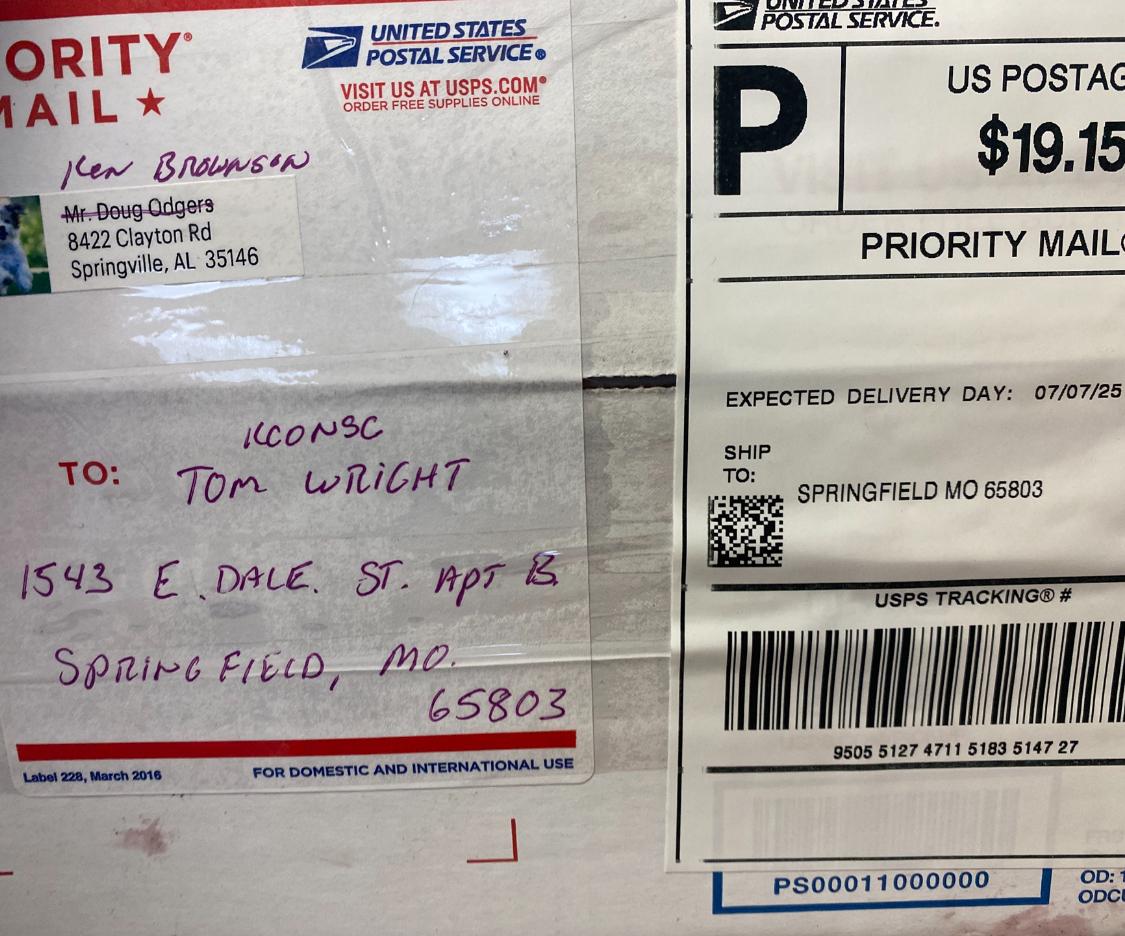 ORITY®
MAIL ★
UNITED STATES
POSTAL SERVICE®
VISIT US AT USPS.COM®
ORDER FREE SUPPLIES ONLINE
Ken BROWNSON
Mr. Doug Odgers
8422 Clayton Rd
Springville, AL 35146
KCONSC
TO: TOM WRIGHT
1543 E. DALE. ST. APT B.
SPRINGFIELD, MO.
65803
Label 228, March 2016 FOR DOMESTIC AND INTERNATIONAL USE
UNITED STATES
POSTAL SERVICE.
P
US POSTAG
$19.15
PRIORITY MAIL
EXPECTED DELIVERY DAY: 07/07/25
SHIP
TO:
SPRINGFIELD MO 65803
USPS TRACKING® #
9505 5127 4711 5183 5147 27
PS00011000000
OD: 1
ODCU